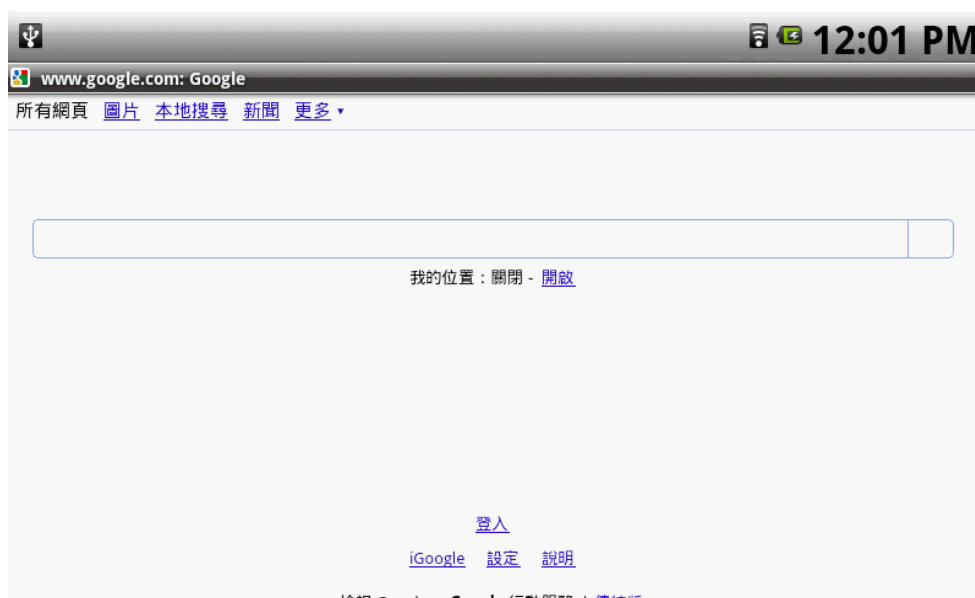 12:01 PM
www.google.com: Google
所有網頁 圖片 本地搜尋 新聞 更多 ▾
我的位置：關閉 - 開啟
登入
iGoogle 設定 說明